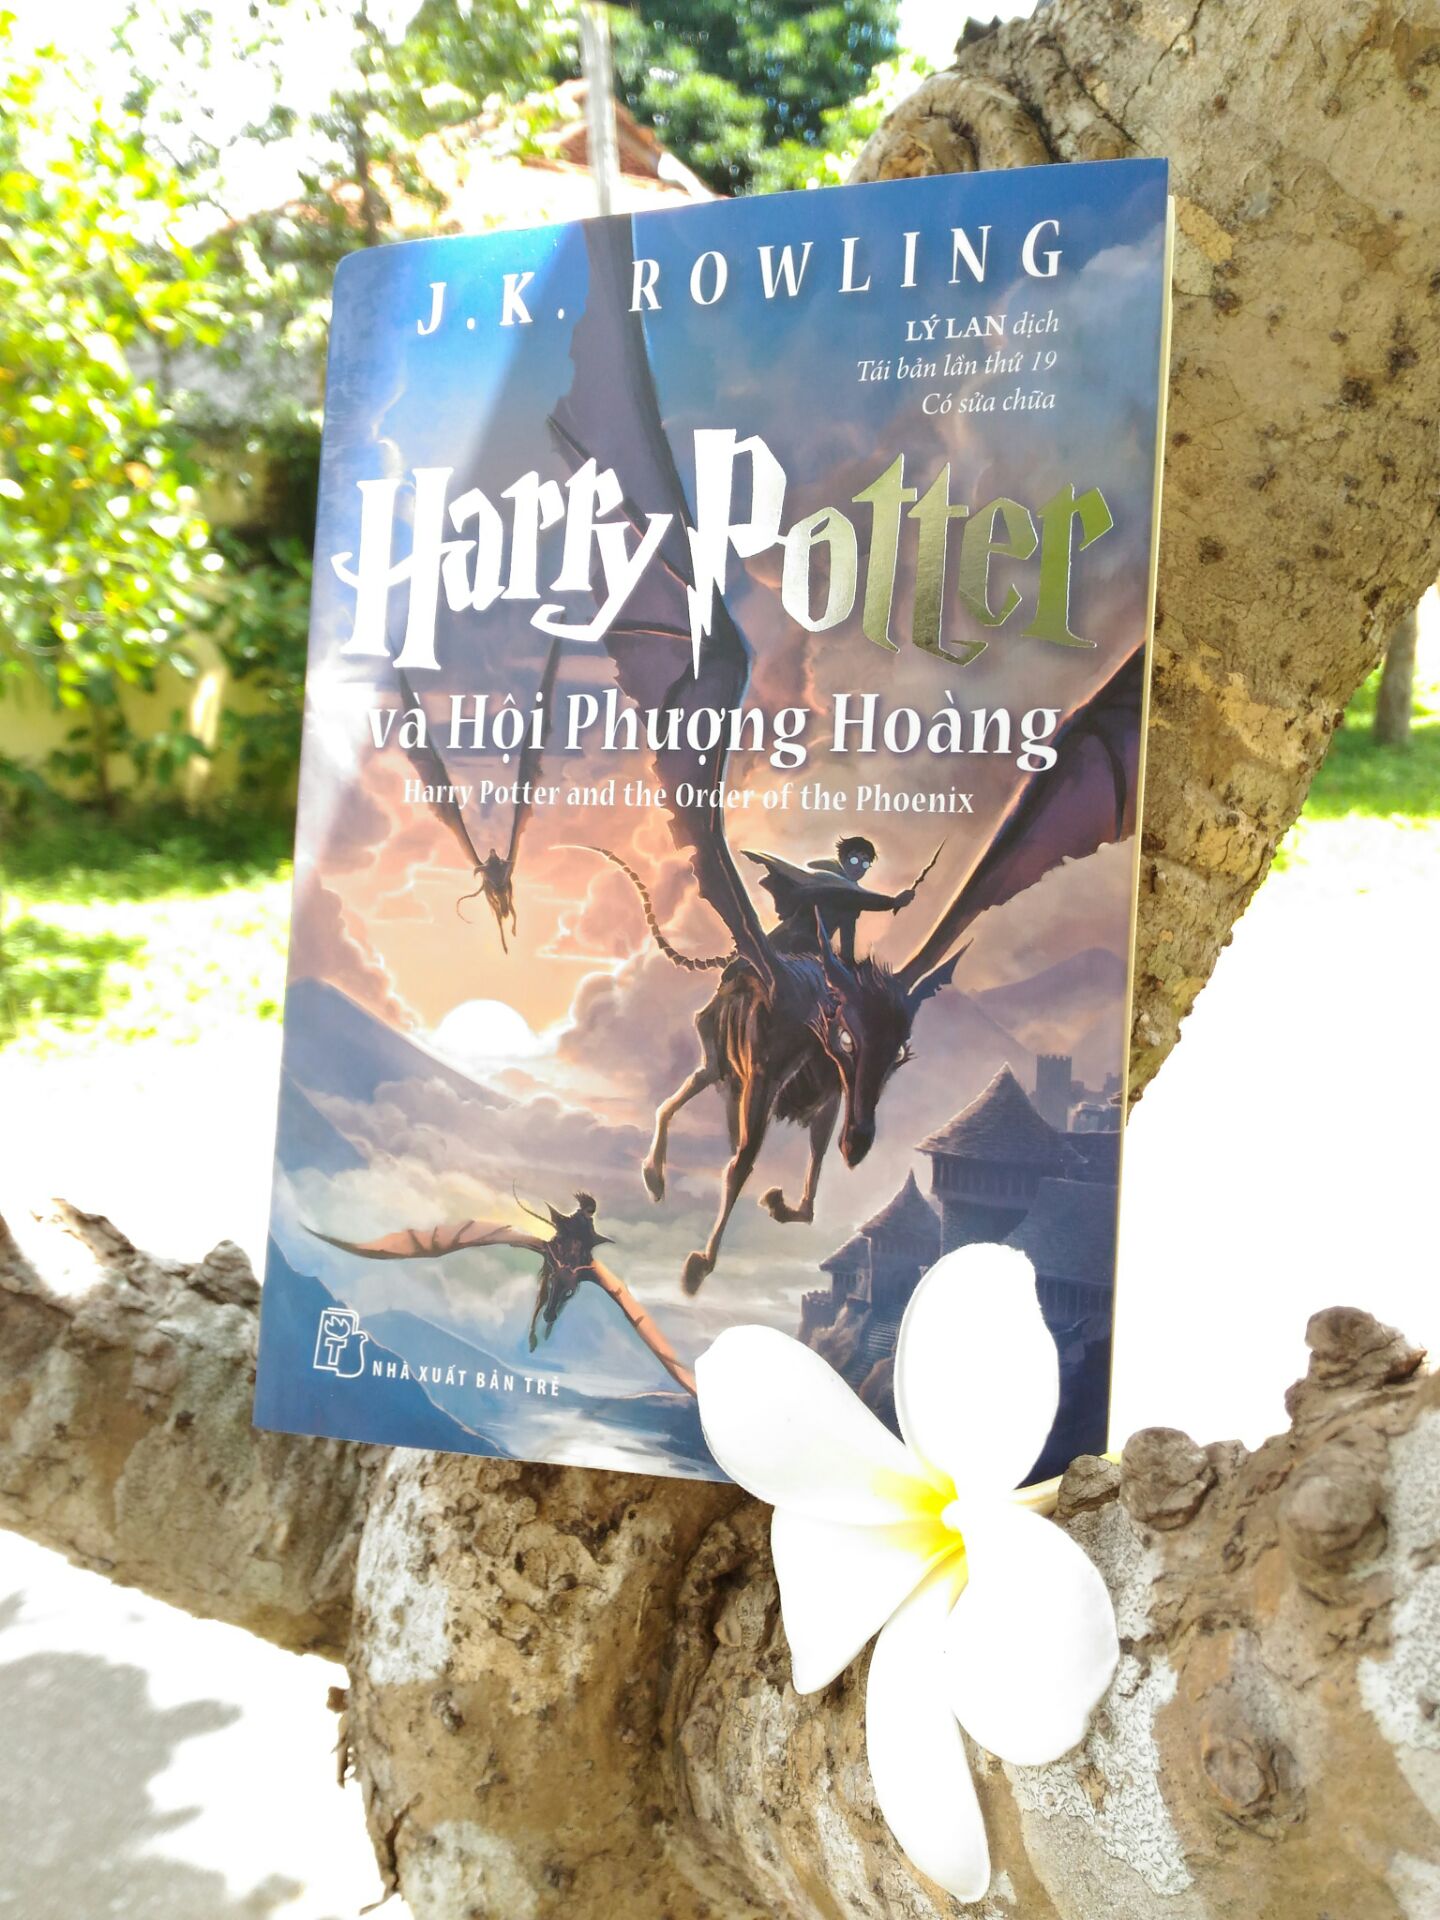 J.K. ROWLING
LÝ LAN dịch
Tái bản lần thứ 19
Có sửa chữa
Harry Potter
và Hội Phượng Hoàng
Harry Potter and the Order of the Phoenix
T
NHÀ XUẤT BẢN TRẺ